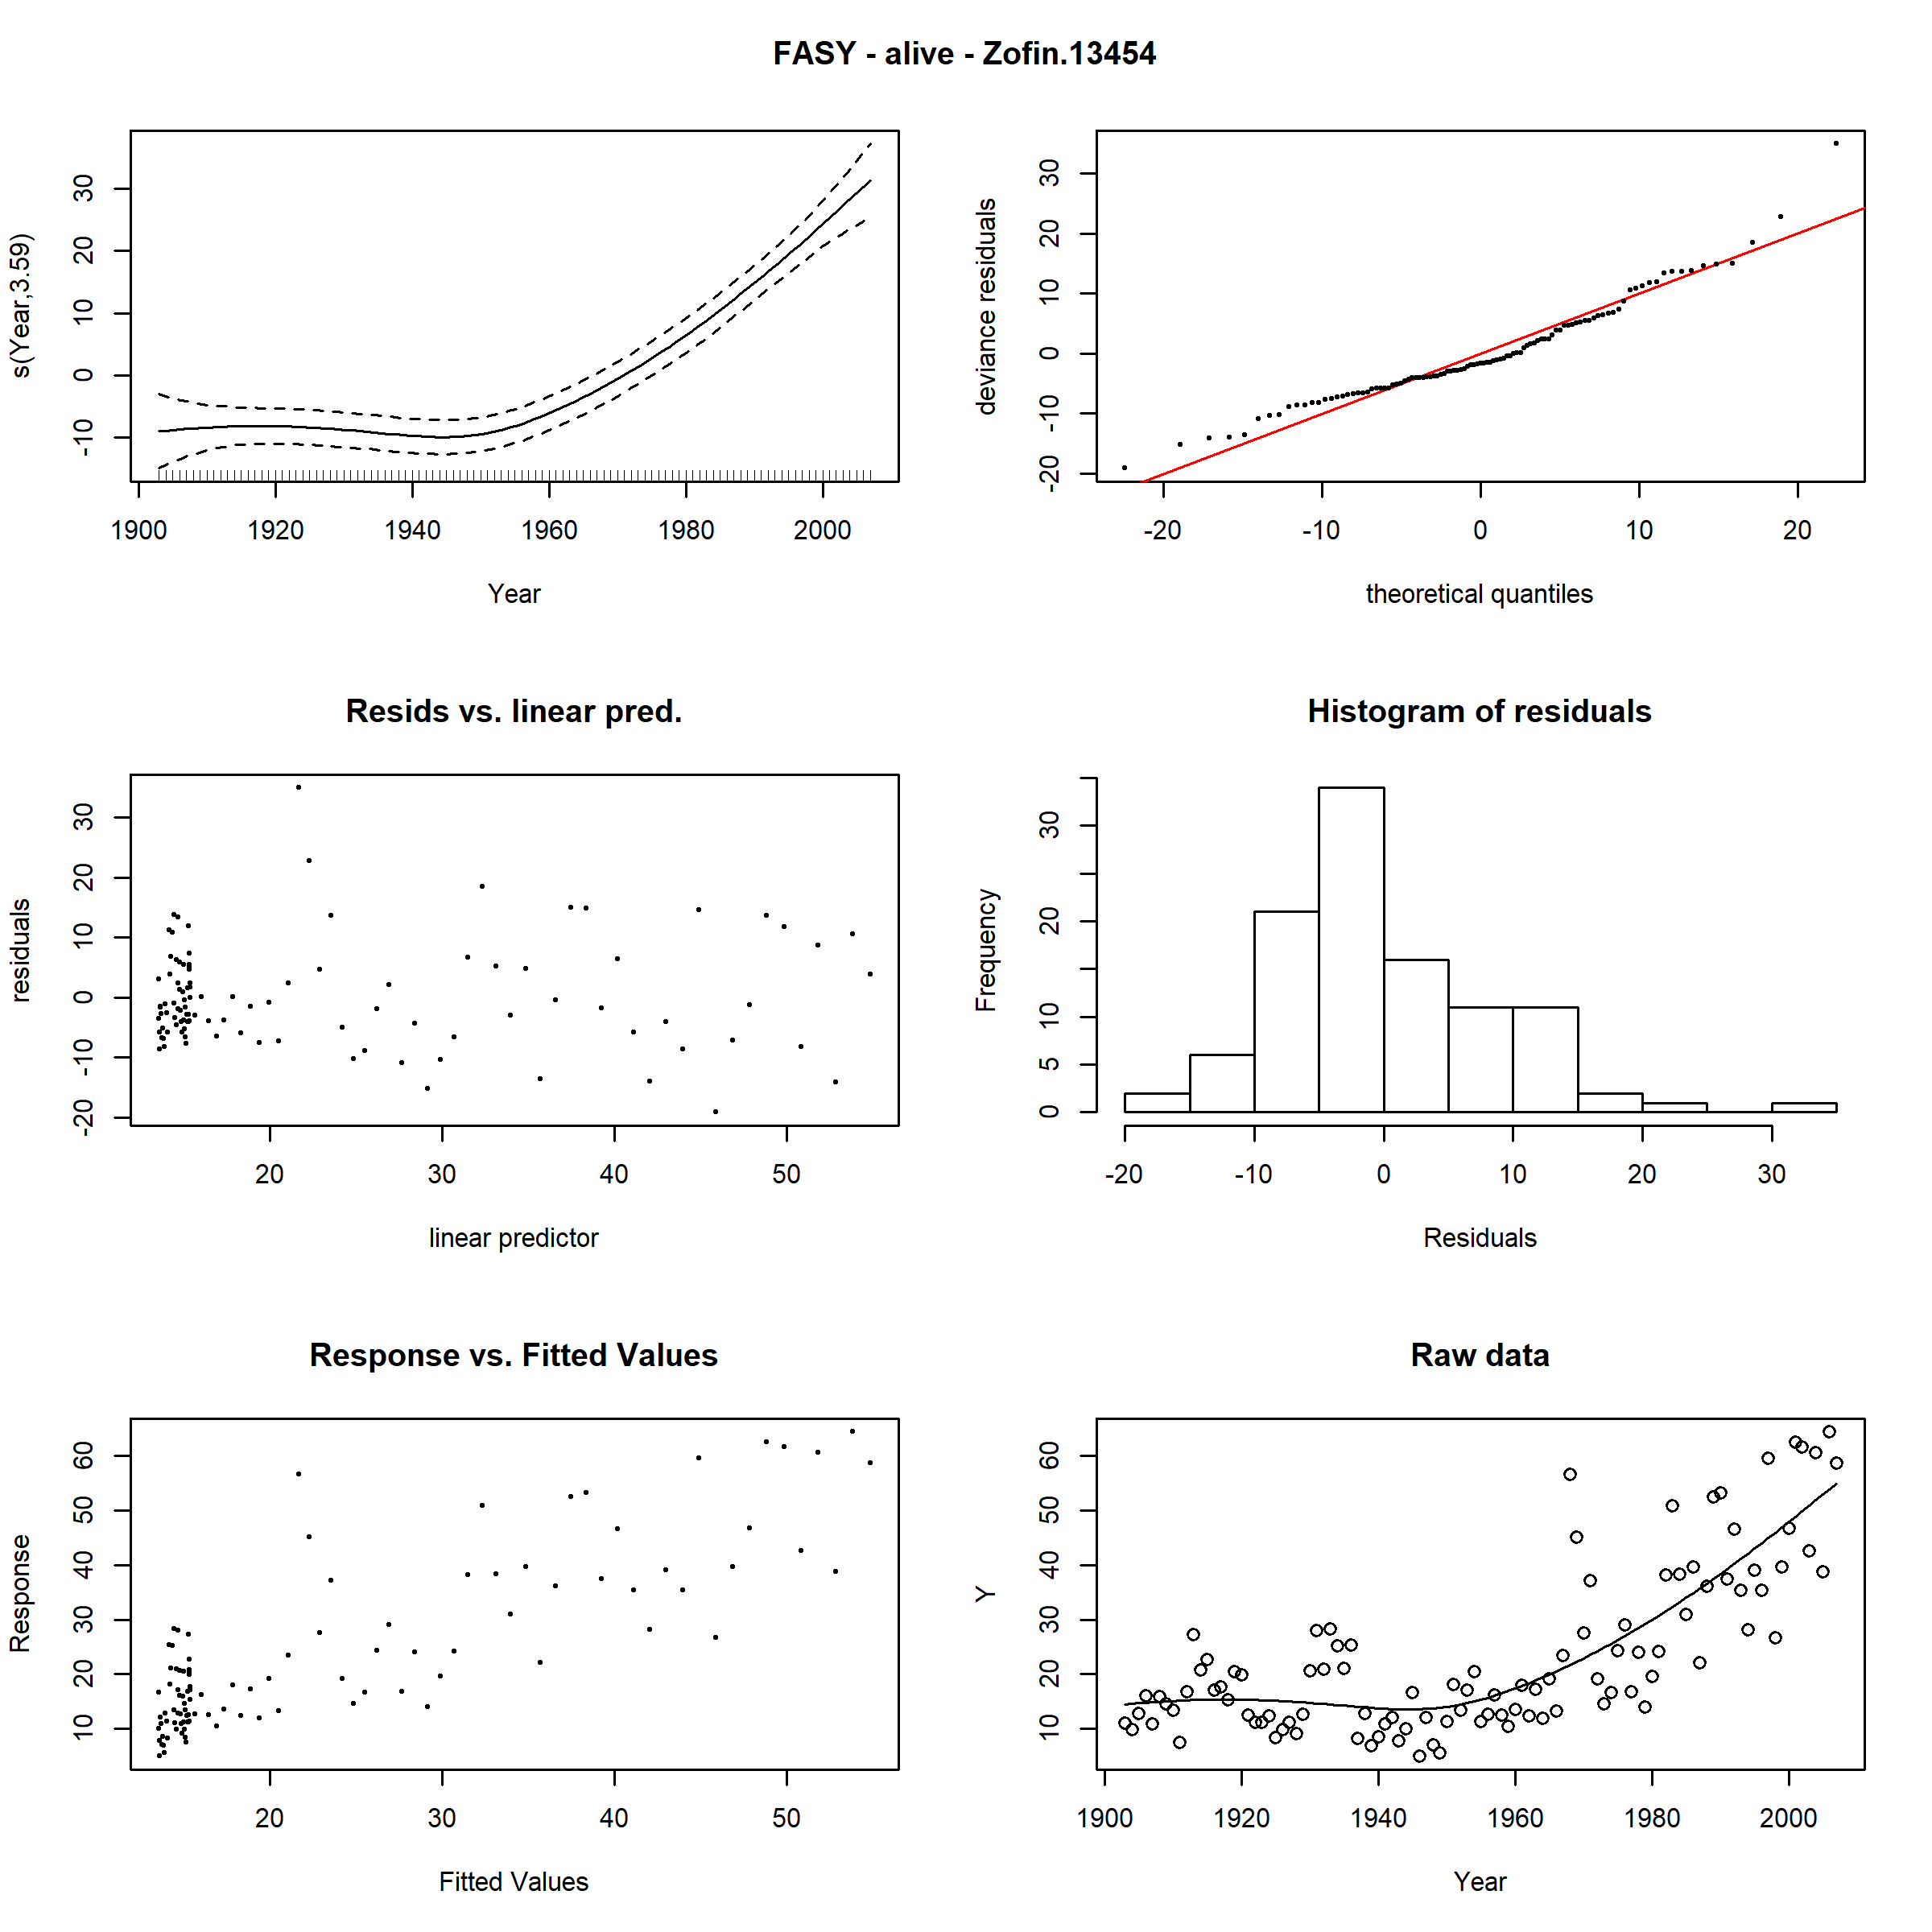 FASY - alive - Zofin.13454
s(Year,3.59)
-10 0 10 20 30
1900 1920 1940 1960 1980 2000
Year
deviance residuals
-20 -10 0 10 20 30
-20 -10 0 10 20
theoretical quantiles
Resids vs. linear pred.
residuals
-20 -10 0 10 20 30
20 30 40 50
linear predictor
Histogram of residuals
Frequency
0 5 10 20 30
-20 -10 0 10 20 30
Residuals
Response vs. Fitted Values
Response
10 20 30 40 50 60
20 30 40 50
Fitted Values
Raw data
Y
10 20 30 40 50 60
1900 1920 1940 1960 1980 2000
Year